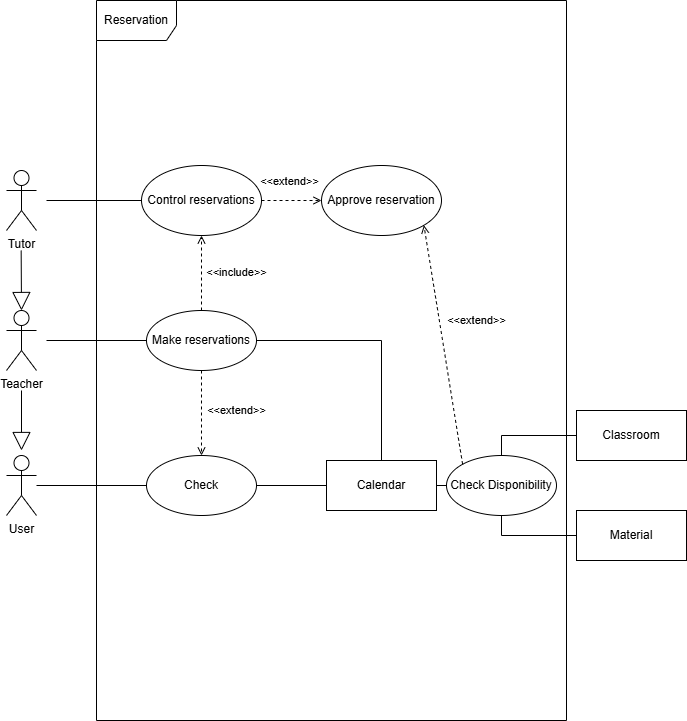 Reservation
Control reservations
<<extend>>
Approve reservation
Tutor
<<include>>
Make reservations
<<extend>>
Teacher
<<extend>>
Classroom
Check
Calendar
Check Disponibility
User
Material